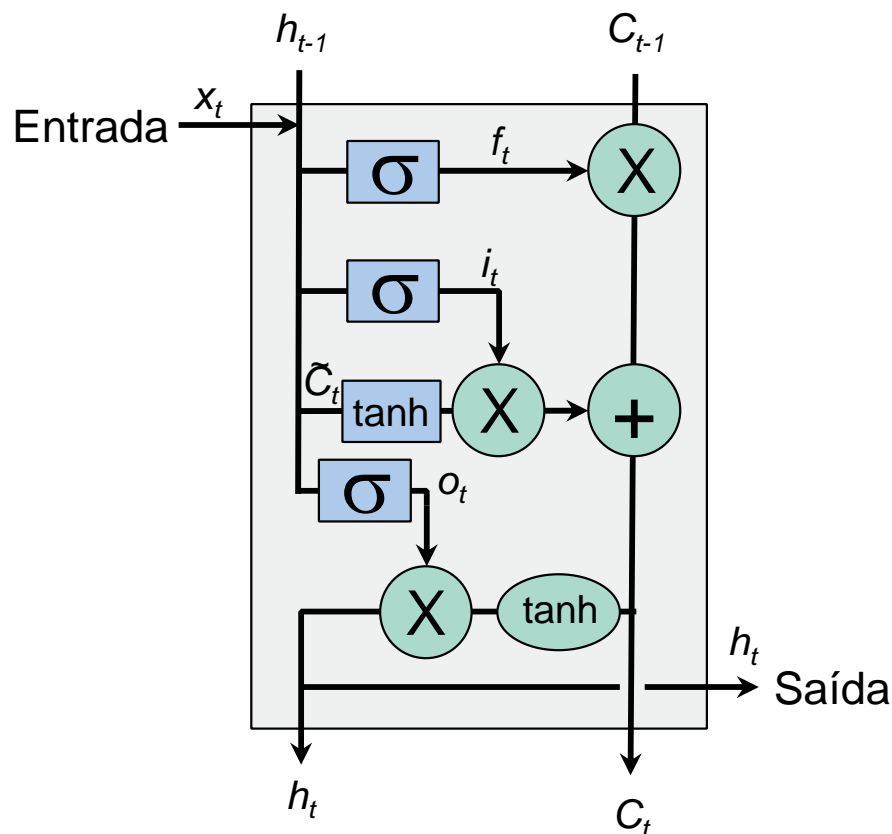 h_{t-1} C_{t-1}
x_t
Entrada
σ f_t X
σ i_t
C̃_t tanh X +
σ o_t
X tanh
h_t
Saída
h_t C_t